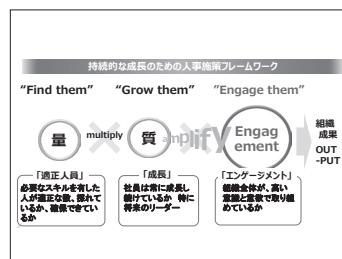 持続的な成長のための人事施策フレームワーク
"Find them" "Grow them" "Engage them"
量 multiply 質 amplify Engag
ement
組織
成果
OUT
-PUT
「適正人員」
必要なスキルを有した
人が適正な数、採れて
いるか、確保できてい
るか
「成長」
社員は常に成長し
続けているか 特に
将来のリーダー
「エンゲージメント」
組織全体が、高い
意識と意欲で取り組
めているか